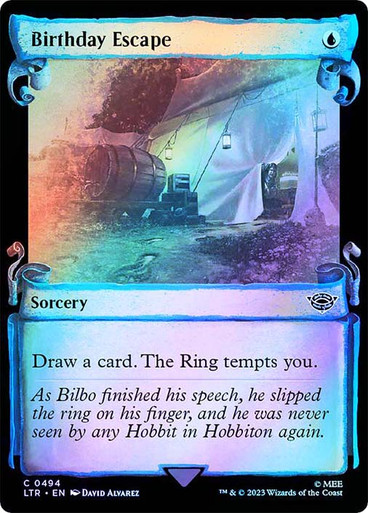 Birthday Escape
Sorcery
Draw a card. The Ring tempts you.
As Bilbo finished his speech, he slipped
the ring on his finger, and he was never
seen by any Hobbit in Hobbiton again.
C 0494
LTR • EN DAVID ALVAREZ
© MEE
™ & © 2023 Wizards of the Coast